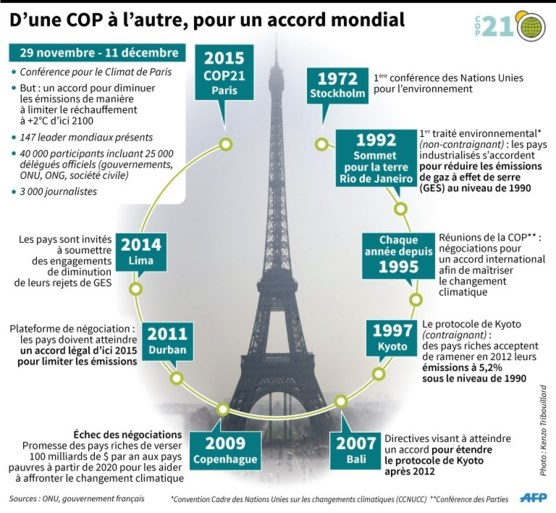 D'une COP à l'autre, pour un accord mondial
COP 21
29 novembre - 11 décembre
• Conférence pour le Climat de Paris
• But : un accord pour diminuer
les émissions de manière
à limiter le réchauffement
à +2°C d'ici 2100
• 147 leader mondiaux présents
• 40 000 participants incluant 25 000
délégués officiels (gouvernements,
ONU, ONG, société civile)
• 3 000 journalistes
2015
COP21
Paris
1972
Stockholm
1ère conférence des Nations Unies
pour l'environnement
1992
Sommet
pour la terre
Rio de Janeiro
1er traité environnemental*
(non-contraignant) : les pays
industrialisés s'accordent
pour réduire les émissions
de gaz à effet de serre
(GES) au niveau de 1990
Chaque
année depuis
1995
Réunions de la COP** :
négociations pour
un accord international
afin de maîtriser
le changement
climatique
1997
Kyoto
Le protocole de Kyoto
(contraignant) :
des pays riches acceptent
de ramener en 2012 leurs
émissions à 5,2%
sous le niveau de 1990
2007
Bali
Directives visant à atteindre
un accord pour étendre
le protocole de Kyoto
après 2012
2009
Copenhague
Échec des négociations
Promesse des pays riches de verser
100 milliards de $ par an aux pays
pauvres à partir de 2020 pour les aider
à affronter le changement climatique
2011
Durban
Plateforme de négociation :
les pays doivent atteindre
un accord légal d'ici 2015
pour limiter les émissions
2014
Lima
Les pays sont invités
à soumettre
des engagements
de diminution
de leurs rejets de GES
Photo : Kenzo Tribouillard
Sources : ONU, gouvernement français
*Convention Cadre des Nations Unies sur les changements climatiques (CCNUCC) **Conférence des Parties
AFP